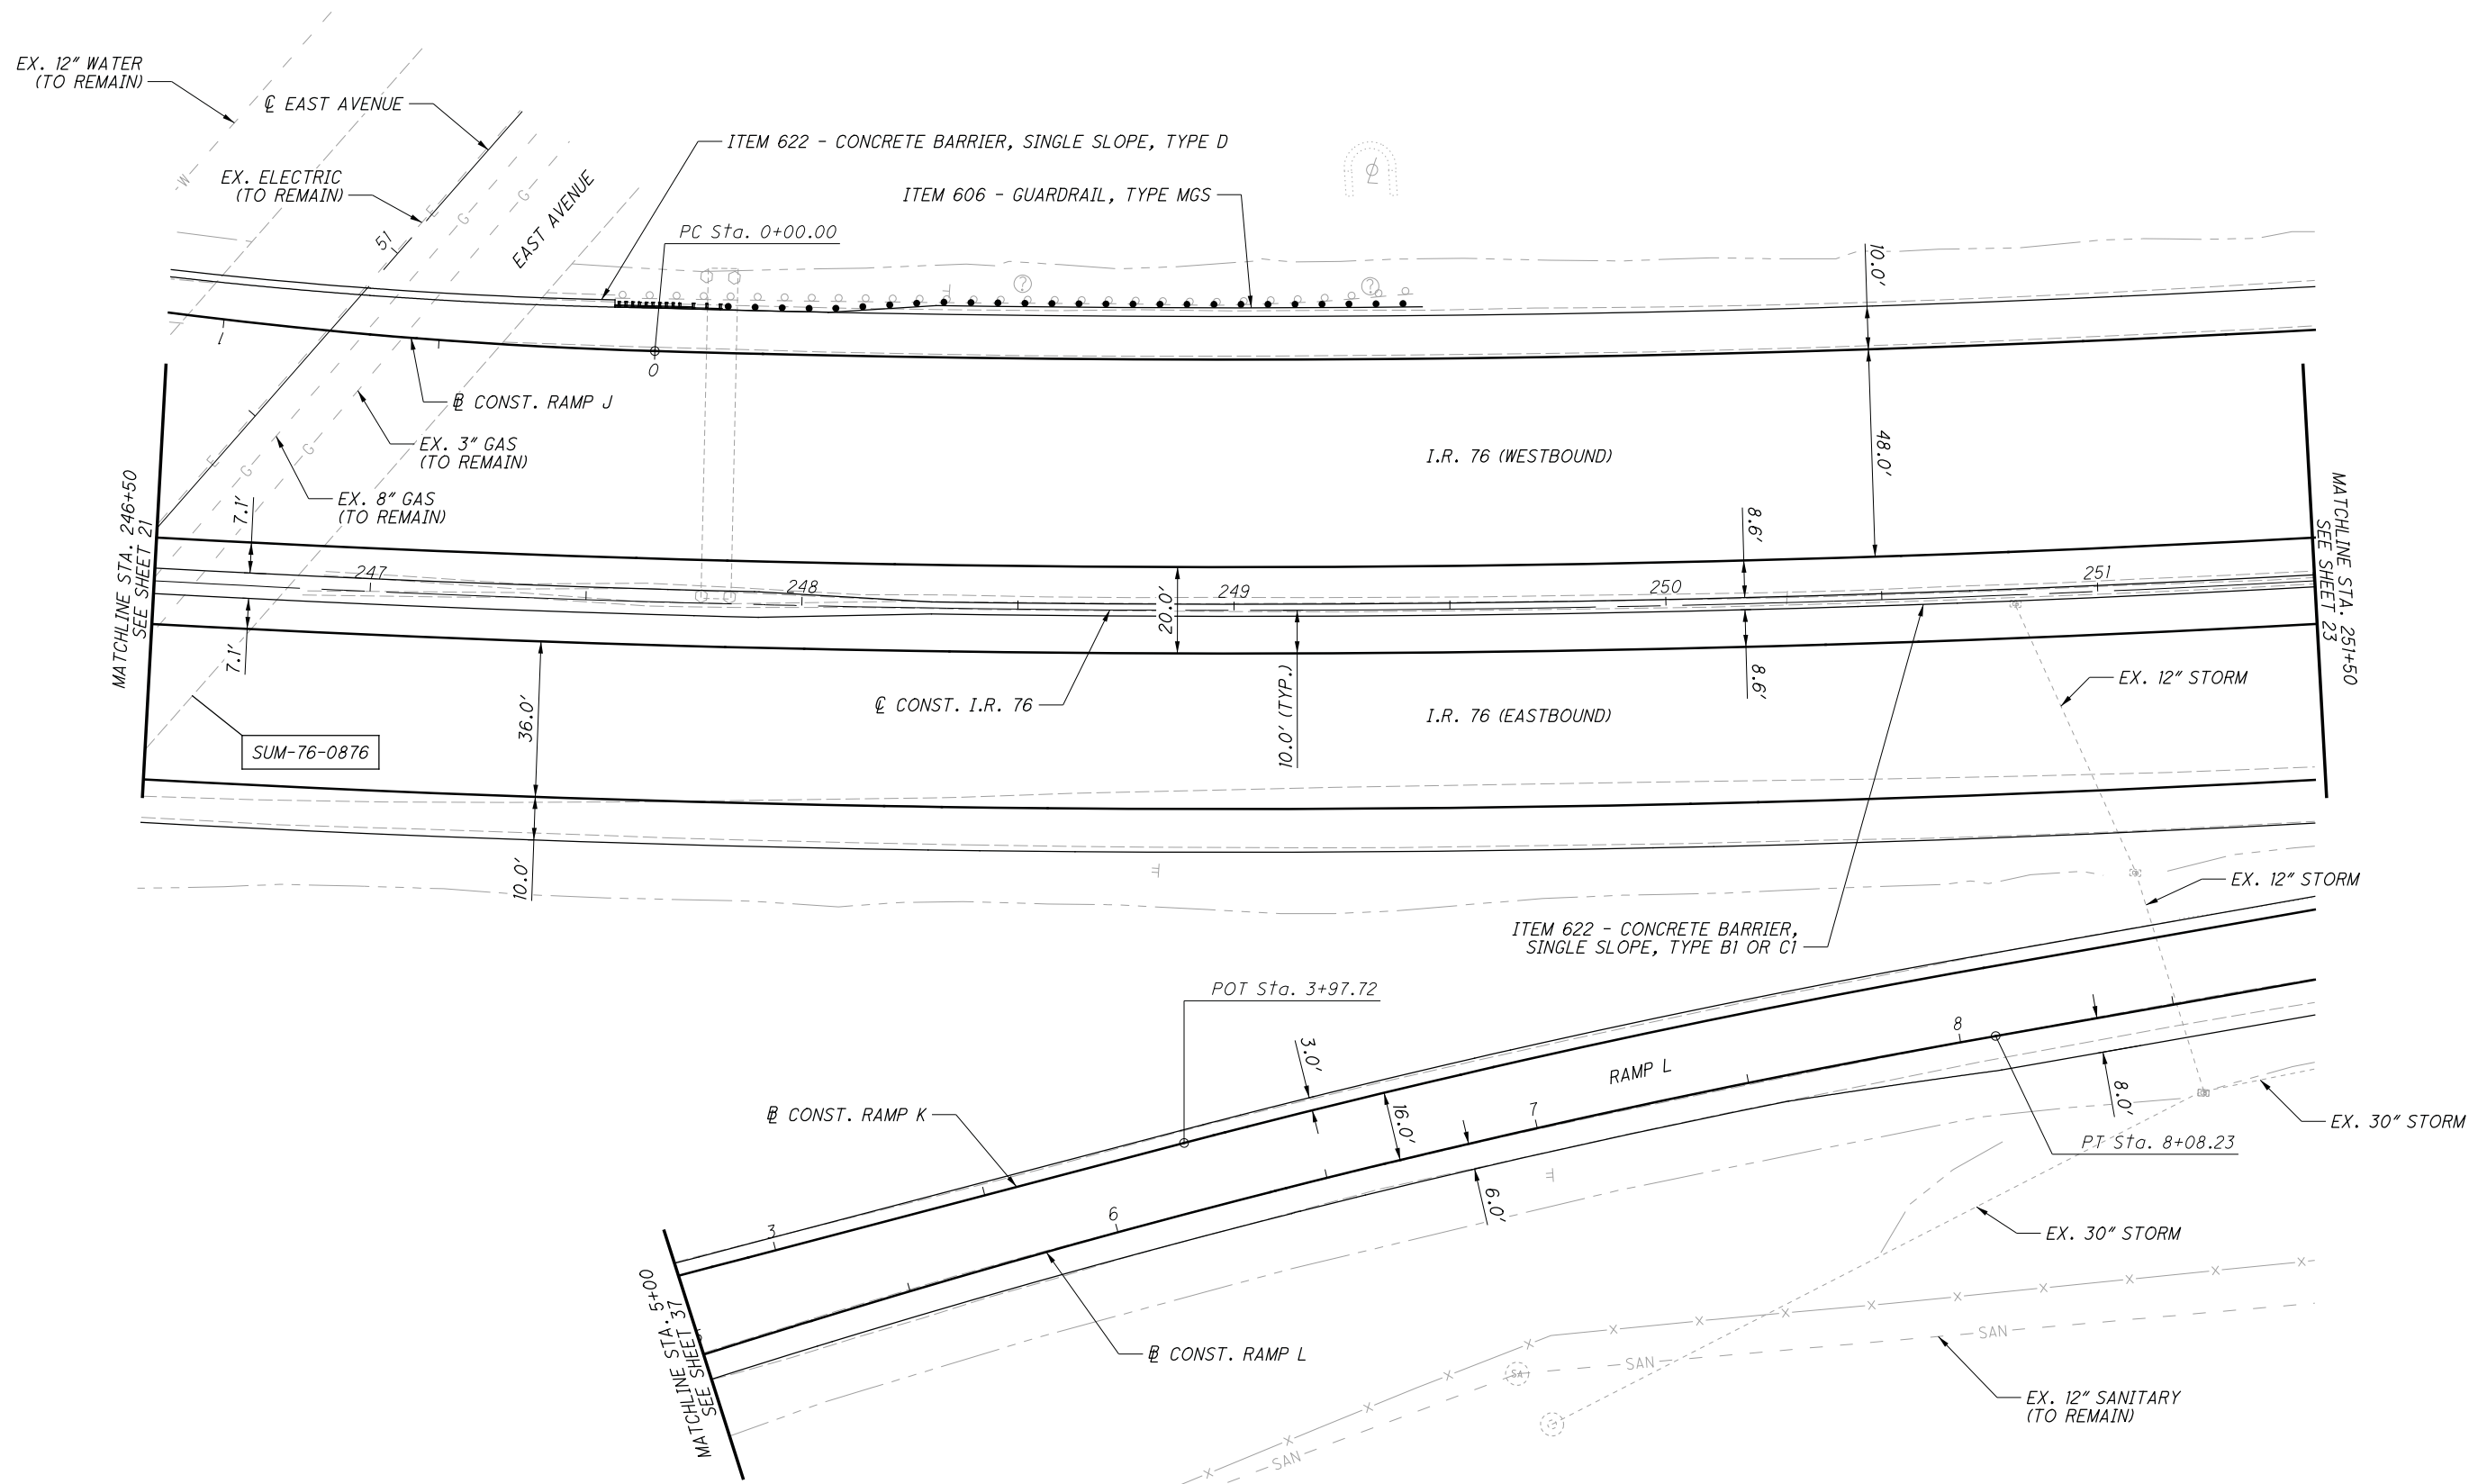 EX. 12" WATER
(TO REMAIN)
℄ EAST AVENUE
EX. ELECTRIC
(TO REMAIN)
W
E
G
G
51
EAST AVENUE
ITEM 622 - CONCRETE BARRIER, SINGLE SLOPE, TYPE D
ITEM 606 - GUARDRAIL, TYPE MGS
PC Sta. 0+00.00
?
?
10.0'
1
0
B/L CONST. RAMP J
EX. 3" GAS
(TO REMAIN)
E
G
G
EX. 8" GAS
(TO REMAIN)
I.R. 76 (WESTBOUND)
48.0'
MATCHLINE STA. 246+50
SEE SHEET 21
MATCHLINE STA. 251+50
SEE SHEET 23
7.1'
8.6'
247
248
249
250
251
20.0'
7.1'
8.6'
36.0'
10.0' (TYP.)
℄ CONST. I.R. 76
I.R. 76 (EASTBOUND)
EX. 12" STORM
SUM-76-0876
10.0'
EX. 12" STORM
ITEM 622 - CONCRETE BARRIER,
SINGLE SLOPE, TYPE B1 OR C1
POT Sta. 3+97.72
3.0'
RAMP L
8
8.0'
B/L CONST. RAMP K
16.0'
7
EX. 30" STORM
PT Sta. 8+08.23
6.0'
3
6
EX. 30" STORM
MATCHLINE STA. 5+00
SEE SHEET 37
5
B/L CONST. RAMP L
SAN
SAN
SA
EX. 12" SANITARY
(TO REMAIN)
SAN